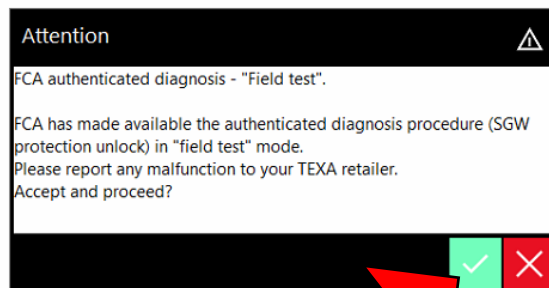 Attention
FCA authenticated diagnosis - "Field test".
FCA has made available the authenticated diagnosis procedure (SGW
protection unlock) in "field test" mode.
Please report any malfunction to your TEXA retailer.
Accept and proceed?